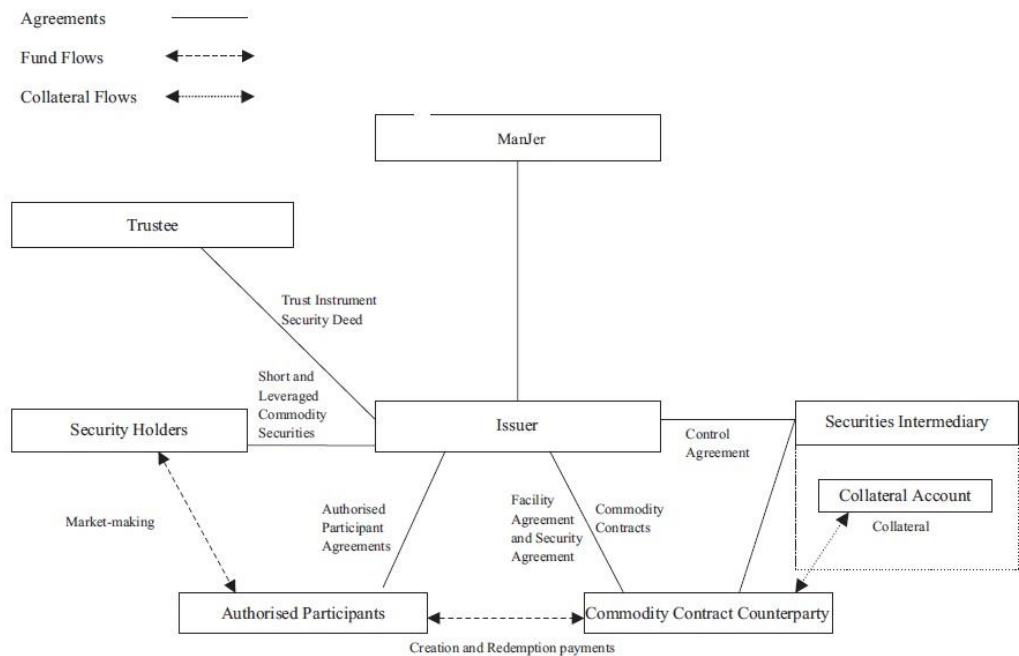 Agreements
Fund Flows
Collateral Flows
ManJer
Trustee
Trust Instrument
Security Deed
Short and
Leveraged
Commodity
Securities
Security Holders
Issuer
Control
Agreement
Securities Intermediary
Collateral Account
Collateral
Market-making
Authorised
Participant
Agreements
Facility
Agreement
and Security
Agreement
Commodity
Contracts
Authorised Participants
Commodity Contract Counterparty
Creation and Redemption payments